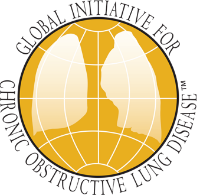 GLOBAL INITIATIVE FOR
CHRONIC OBSTRUCTIVE LUNG DISEASE™